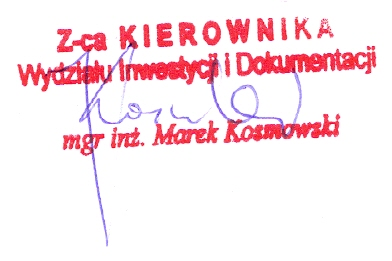 Z-ca KIEROWNIKA
Wydziału Inwestycji i Dokumentacji
mgr inż. Marek Kosmowski